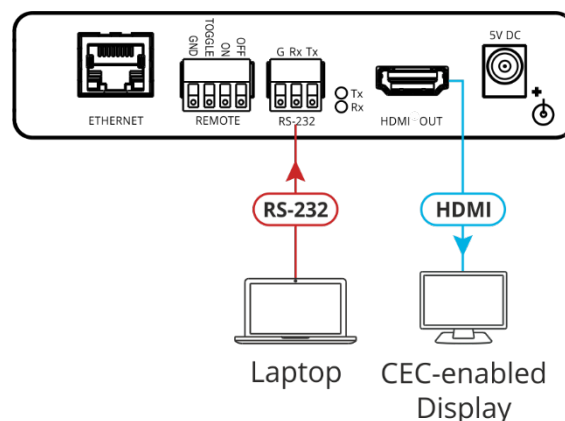 GND
TOGGLE
ON
OFF
G Rx Tx
5V DC
Tx
Rx
ETHERNET
REMOTE
RS-232
HDMI OUT
RS-232
HDMI
Laptop
CEC-enabled
Display